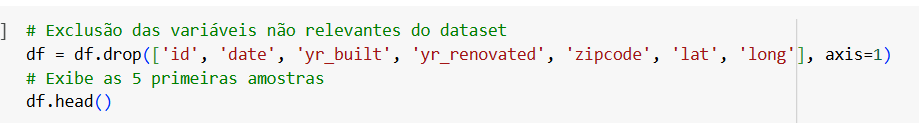 ] # Exclusão das variáveis não relevantes do dataset
df = df.drop(['id', 'date', 'yr_built', 'yr_renovated', 'zipcode', 'lat', 'long'], axis=1)
# Exibe as 5 primeiras amostras
df.head()